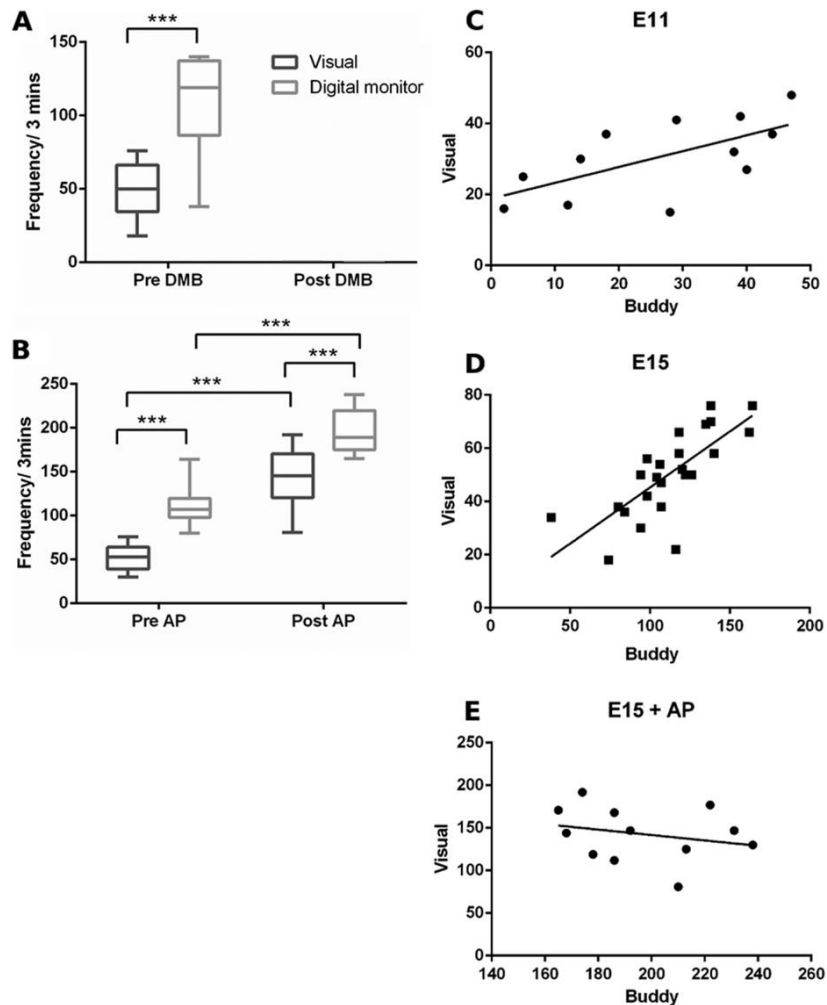 A
***
150
Visual
Digital monitor
100
50
0
Frequency/ 3 mins
Pre DMB
Post DMB
B
***
***
***
***
250
200
150
100
50
0
Frequency/ 3mins
Pre AP
Post AP
C
E11
60
40
20
0
Visual
0
10
20
30
40
50
Buddy
D
E15
80
60
40
20
0
Visual
0
50
100
150
200
Buddy
E
E15 + AP
250
200
150
100
50
0
Visual
140
160
180
200
220
240
260
Buddy